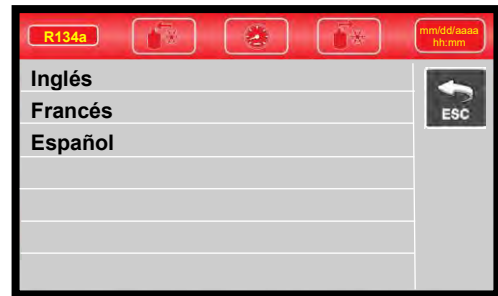 R134a
mm/dd/aaaa
hh:mm
Inglés
Francés
Español
ESC